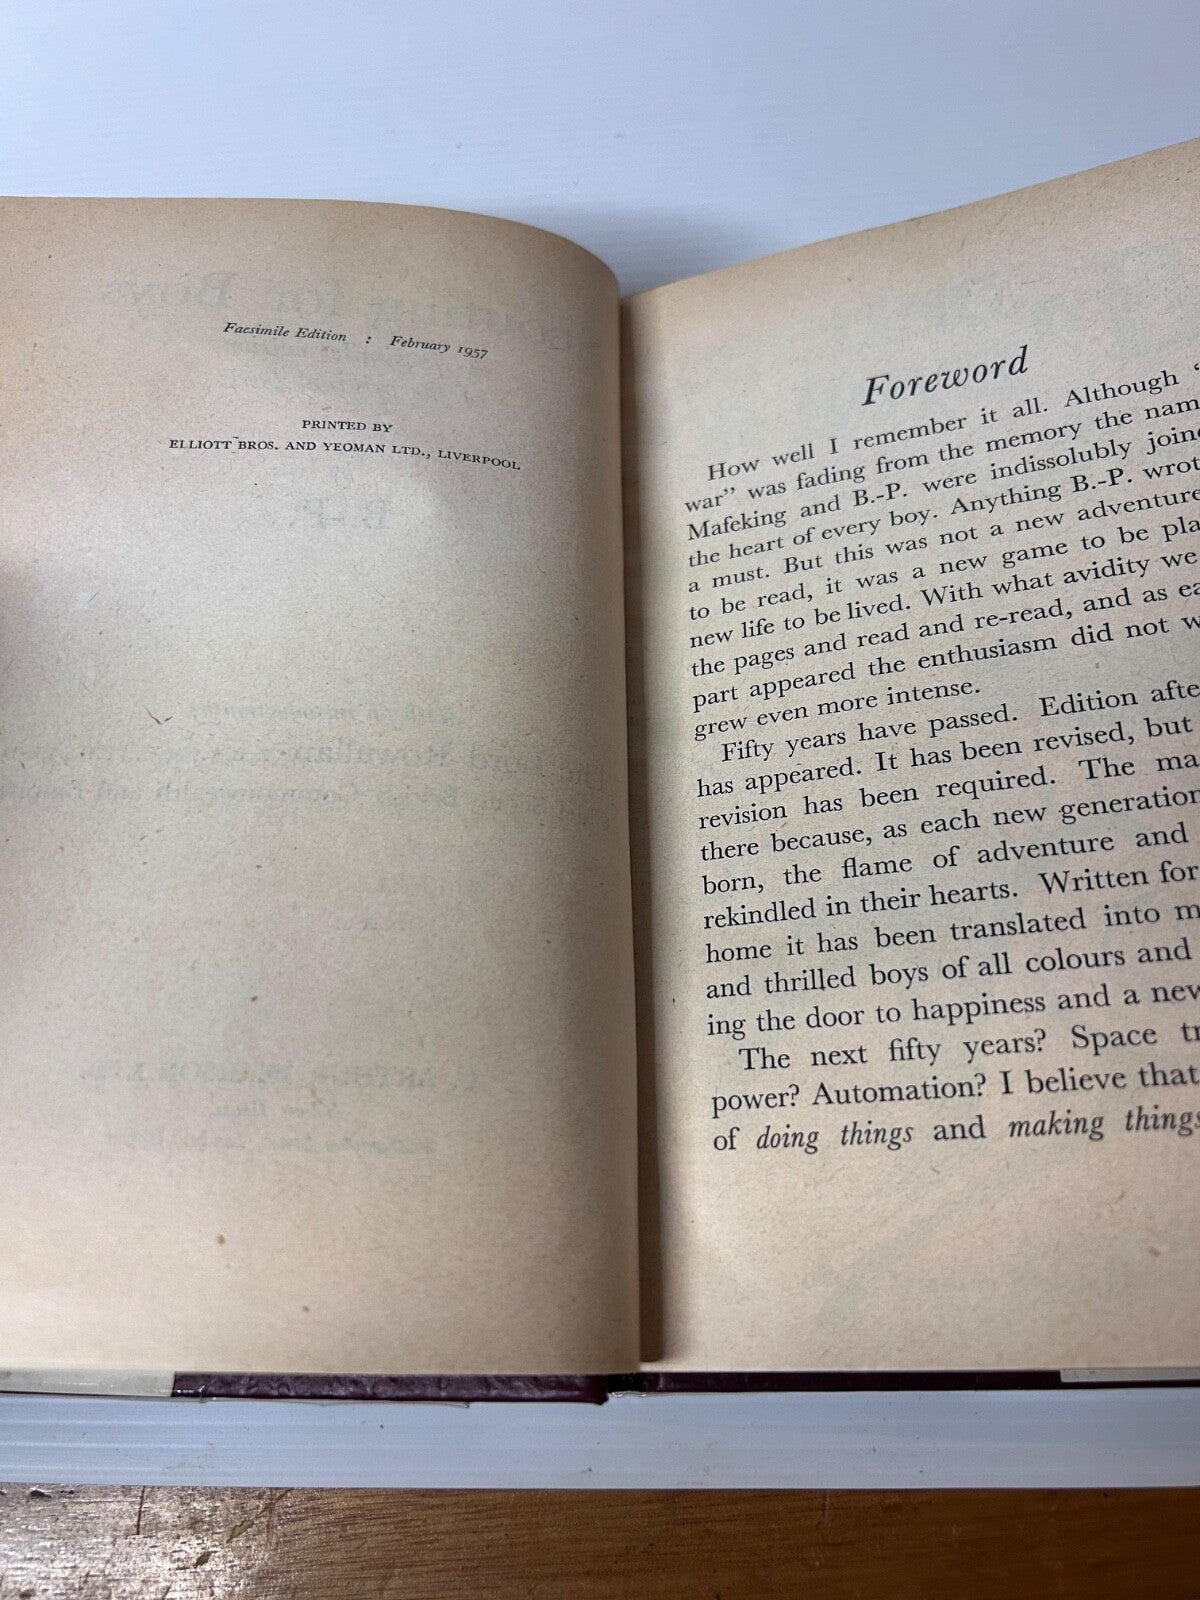 Facsimile Edition : February 1957
PRINTED BY
ELLIOTT BROS. AND YEOMAN LTD., LIVERPOOL
Foreword
How well I remember it all. Although
war" was fading from the memory the nam
Mafeking and B.-P. were indissolubly joine
the heart of every boy. Anything B.-P. wrot
a must. But this was not a new adventure
to be read, it was a new game to be pla
new life to be lived. With what avidity we
the pages and read and re-read, and as ea
part appeared the enthusiasm did not w
grew even more intense.
Fifty years have passed. Edition afte
has appeared. It has been revised, but
revision has been required. The ma
there because, as each new generation
born, the flame of adventure and
rekindled in their hearts. Written for
home it has been translated into m
and thrilled boys of all colours and
ing the door to happiness and a new
The next fifty years? Space tr
power? Automation? I believe that
of doing things and making things